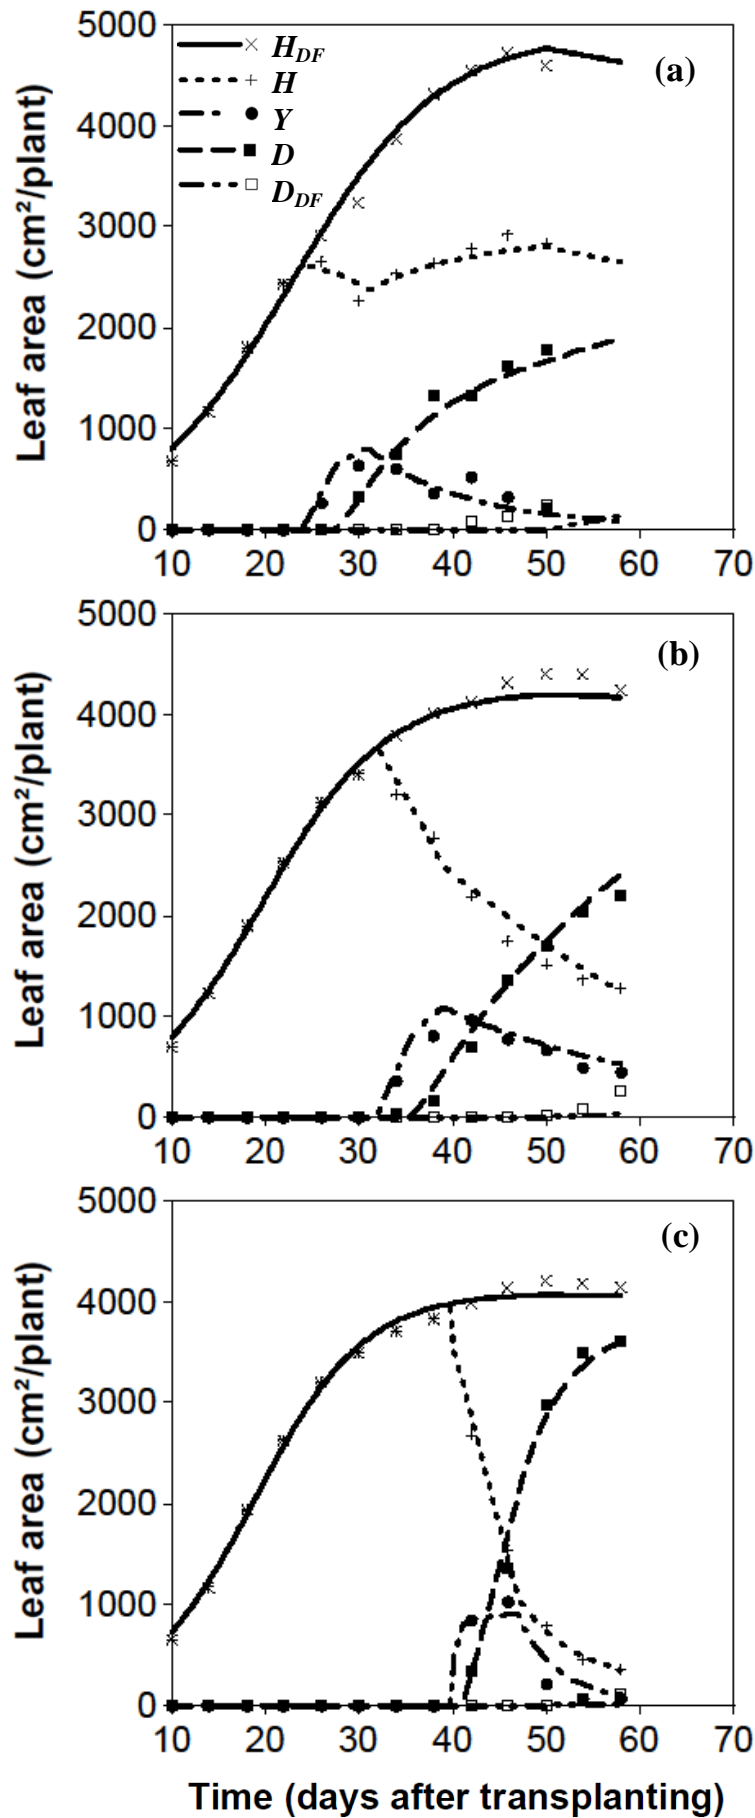 5000
4000
3000
2000
1000
0
Leaf area (cm²/plant)
H_DF
H
Y
D
D_DF
(a)
10 20 30 40 50 60 70
5000
4000
3000
2000
1000
0
Leaf area (cm²/plant)
(b)
10 20 30 40 50 60 70
5000
4000
3000
2000
1000
0
Leaf area (cm²/plant)
(c)
10 20 30 40 50 60 70
Time (days after transplanting)